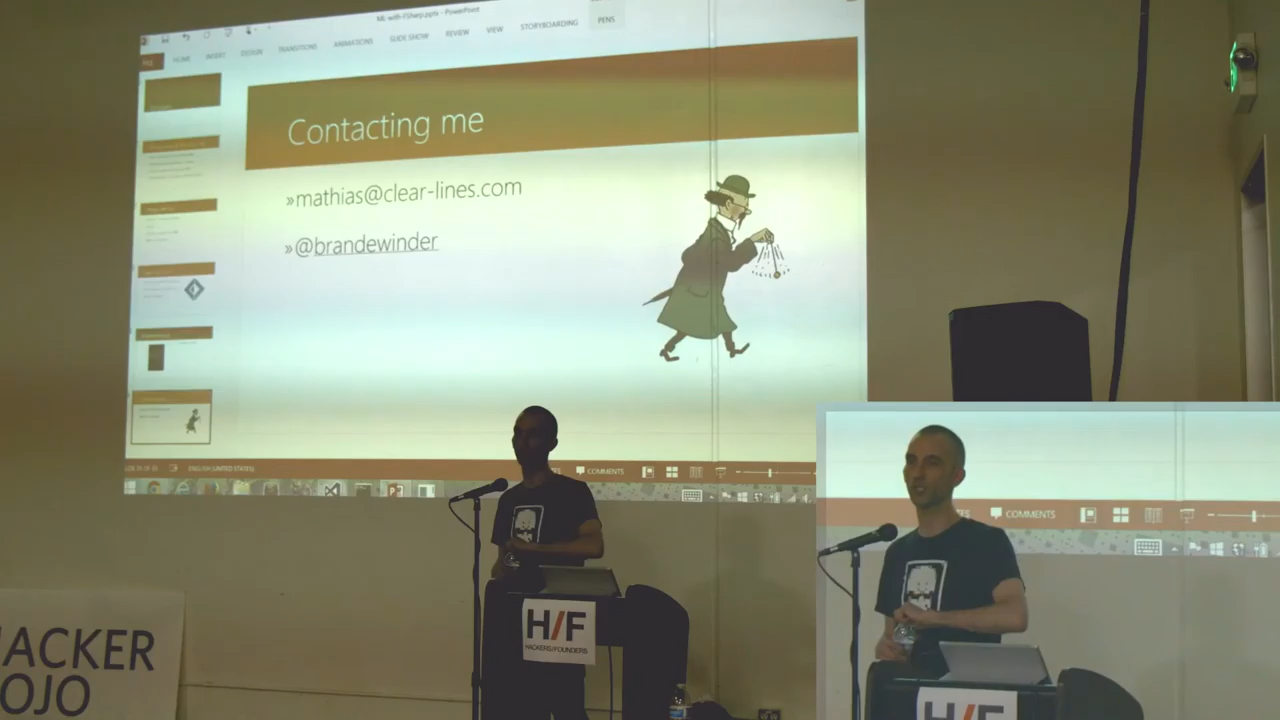 ML-with-FSharp.pptx - PowerPoint
HOME INSERT DESIGN TRANSITIONS ANIMATIONS SLIDE SHOW REVIEW VIEW STORYBOARDING PENS
Contacting me
»mathias@clear-lines.com
»@brandewinder
ENGLISH (UNITED STATES)
COMMENTS
COMMENTS
H/F
HACKERS/FOUNDERS
H/F
ACKER
OJO